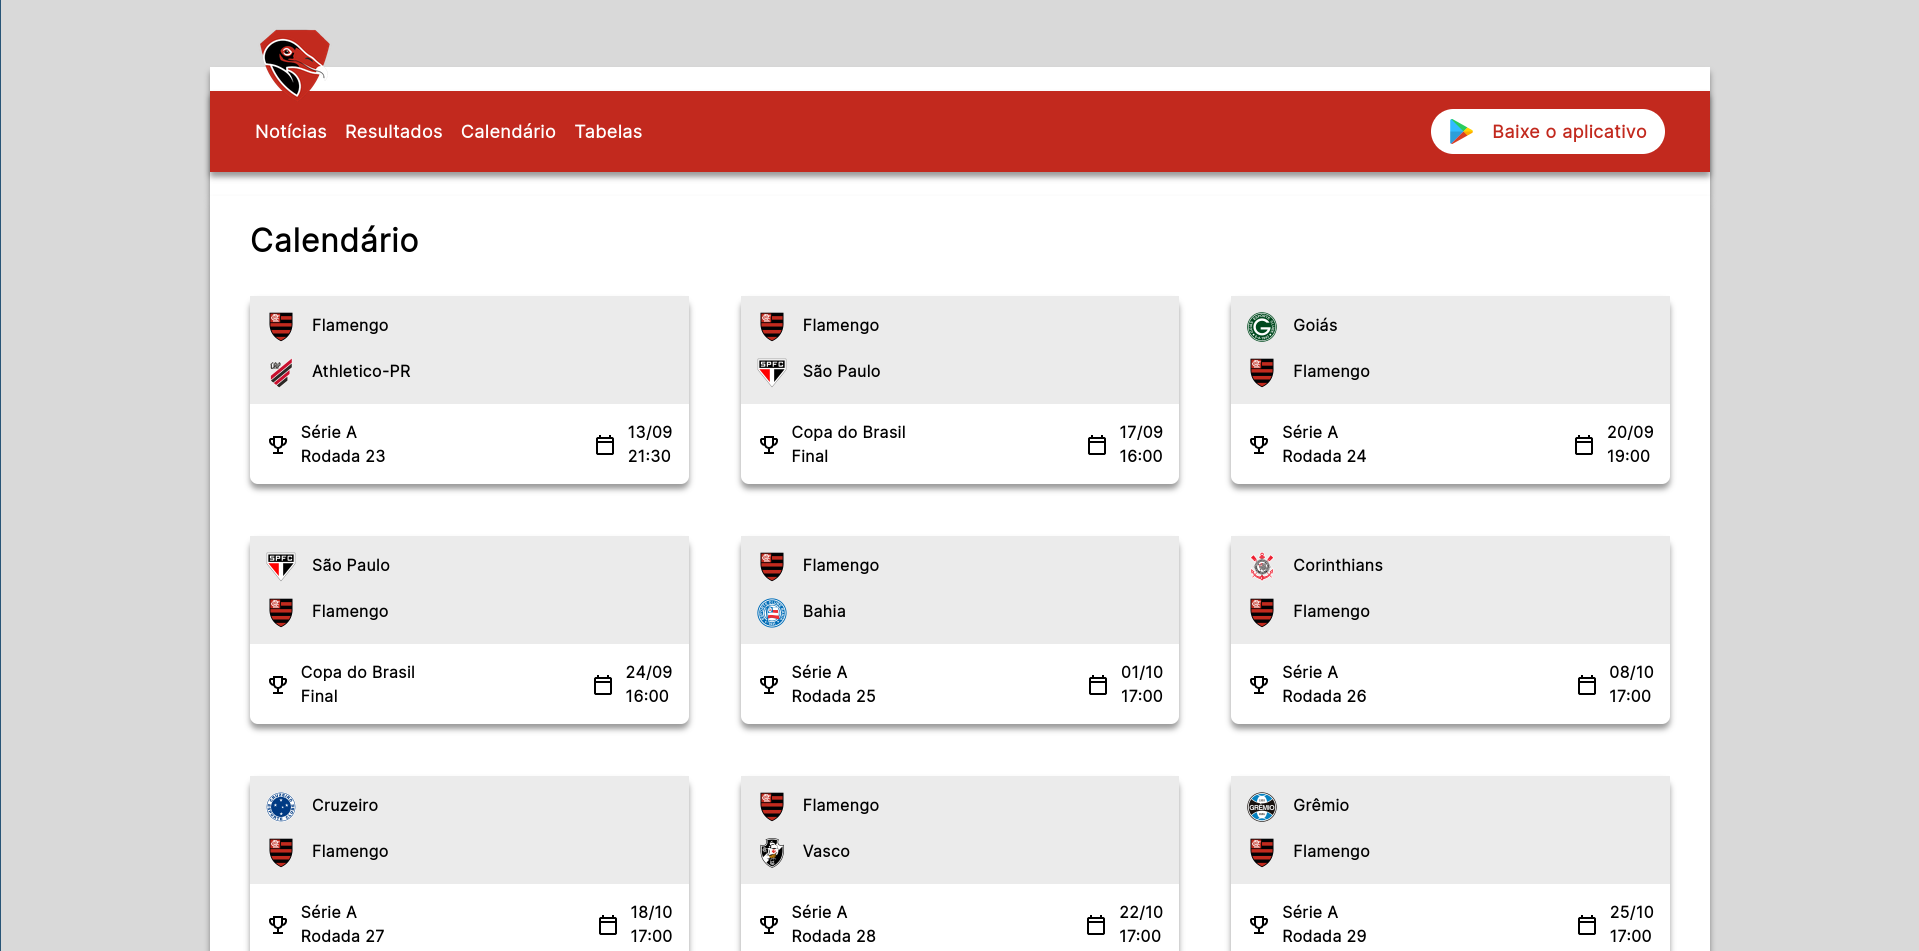 Notícias Resultados Calendário Tabelas Baixe o aplicativo
Calendário
Flamengo
Athletico-PR
Série A 13/09
Rodada 23 21:30
Flamengo
SPFC São Paulo
Copa do Brasil 17/09
Final 16:00
Goiás
Flamengo
Série A 20/09
Rodada 24 19:00
SPFC São Paulo
Flamengo
Copa do Brasil 24/09
Final 16:00
Flamengo
Bahia
Série A 01/10
Rodada 25 17:00
Corinthians
Flamengo
Série A 08/10
Rodada 26 17:00
Cruzeiro
Flamengo
Série A 18/10
Rodada 27 17:00
Flamengo
Vasco
Série A 22/10
Rodada 28 17:00
GRÊMIO Grêmio
Flamengo
Série A 25/10
Rodada 29 17:00